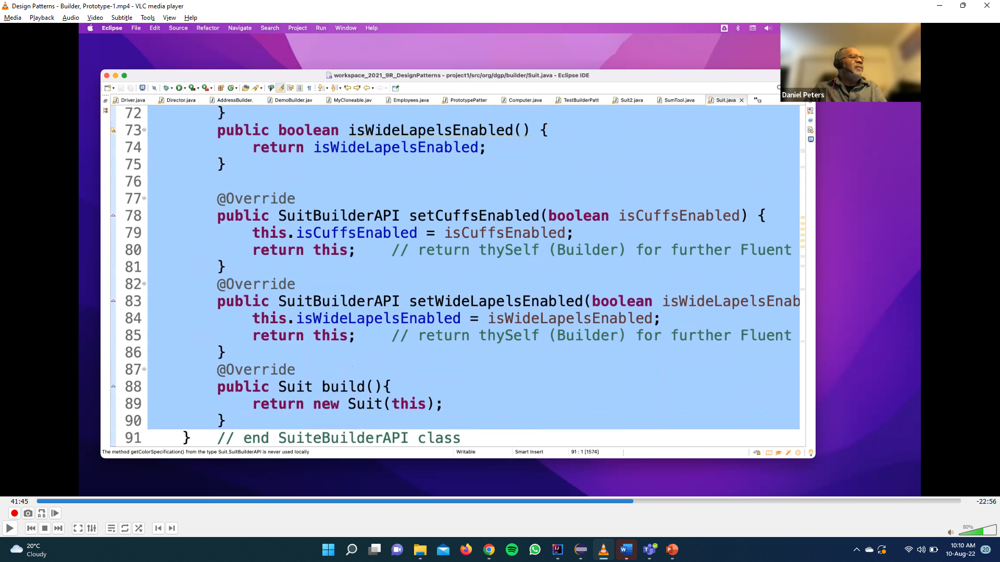 Design Patterns - Builder, Prototype-1.mp4 - VLC media player
Media Playback Audio Video Subtitle Tools View Help
Eclipse File Edit Source Refactor Navigate Search Project Run Window Help
workspace_2021_9R_DesignPatterns - project1/src/org/dgp/builder/Suit.java - Eclipse IDE
Daniel Peters
Driver.java Director.java AddressBuilder. DemoBuilder.jav MyCloneable.jav Employees.java PrototypePatter Computer.java TestBuilderPatt Suit2.java SumTool.java Suit.java »13
72 }
73 public boolean isWideLapelsEnabled() {
74 return isWideLapelsEnabled;
75 }
76
77 @Override
78 public SuitBuilderAPI setCuffsEnabled(boolean isCuffsEnabled) {
79 this.isCuffsEnabled = isCuffsEnabled;
80 return this; // return thySelf (Builder) for further Fluent
81 }
82 @Override
83 public SuitBuilderAPI setWideLapelsEnabled(boolean isWideLapelsEnab
84 this.isWideLapelsEnabled = isWideLapelsEnabled;
85 return this; // return thySelf (Builder) for further Fluent
86 }
87 @Override
88 public Suit build(){
89 return new Suit(this);
90 }
91 } // end SuiteBuilderAPI class
The method getColorSpecification() from the type Suit.SuitBuilderAPI is never used locally Writable Smart Insert 91 : 1 [1574]
41:45 -22:56
80%
20°C
Cloudy
10:10 AM
10-Aug-22
20